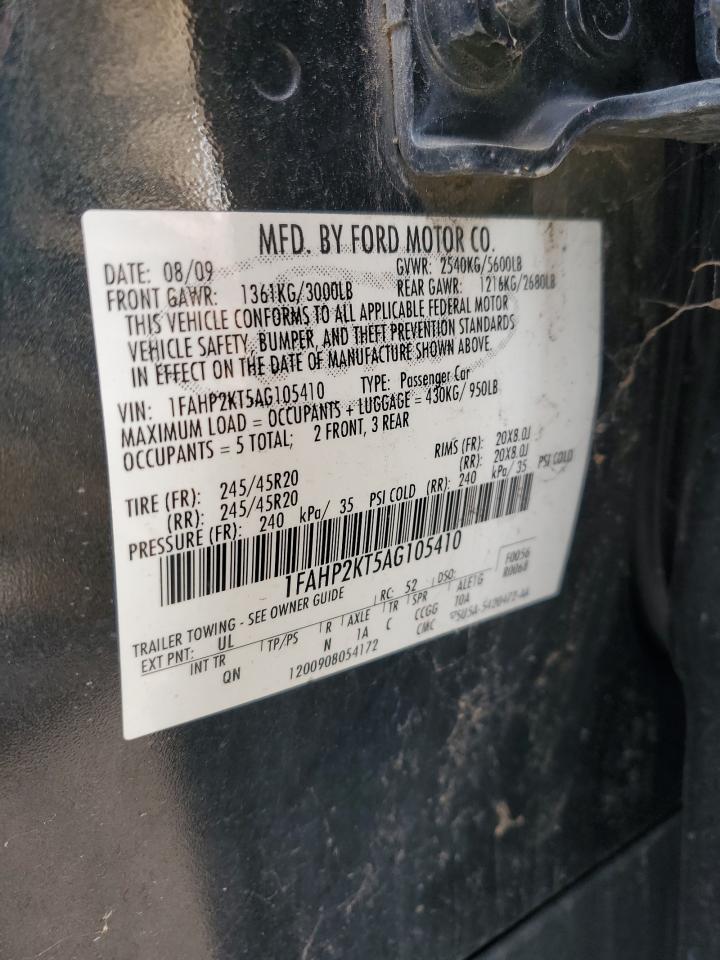 MFD. BY FORD MOTOR CO.
DATE: 08/09 GVWR: 2540KG/5600LB
FRONT GAWR: 1361KG/3000LB REAR GAWR: 1216KG/2680LB
THIS VEHICLE CONFORMS TO ALL APPLICABLE FEDERAL MOTOR
VEHICLE SAFETY, BUMPER, AND THEFT PREVENTION STANDARDS
IN EFFECT ON THE DATE OF MANUFACTURE SHOWN ABOVE.
VIN: 1FAHP2KT5AG105410 TYPE: Passenger Car
MAXIMUM LOAD = OCCUPANTS + LUGGAGE = 430KG/ 950LB
OCCUPANTS = 5 TOTAL; 2 FRONT, 3 REAR
TIRE (FR): 245/45R20 RIMS (FR): 20X8.0J
(RR): 245/45R20 (RR): 20X8.0J
PRESSURE (FR): 240 kPa/ 35 PSI COLD (RR): 240 kPa/ 35 PSI COLD
1FAHP2KT5AG105410
F0056
R0068
TRAILER TOWING - SEE OWNER GUIDE RC: 52 DSO:
EXT PNT: UL TP/PS R AXLE TR SPR ALETG
INT TR QN N 1A C CCGG TOA
CMC
1200908054172